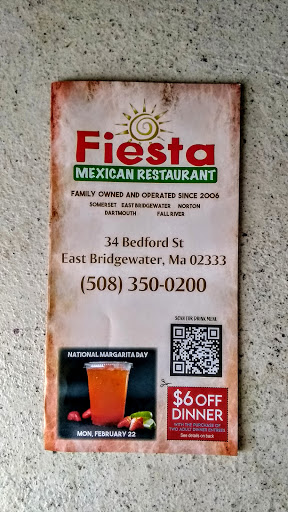 Fiesta
MEXICAN RESTAURANT
FAMILY OWNED AND OPERATED SINCE 2006
SOMERSET EAST BRIDGEWATER NORTON
DARTMOUTH FALL RIVER
34 Bedford St
East Bridgewater, Ma 02333
(508) 350-0200
SCAN FOR DRINK MENU
NATIONAL MARGARITA DAY
MON, FEBRUARY 22
$6 OFF
DINNER
WITH THE PURCHASE OF
TWO ADULT DINNER ENTREES
See details on back